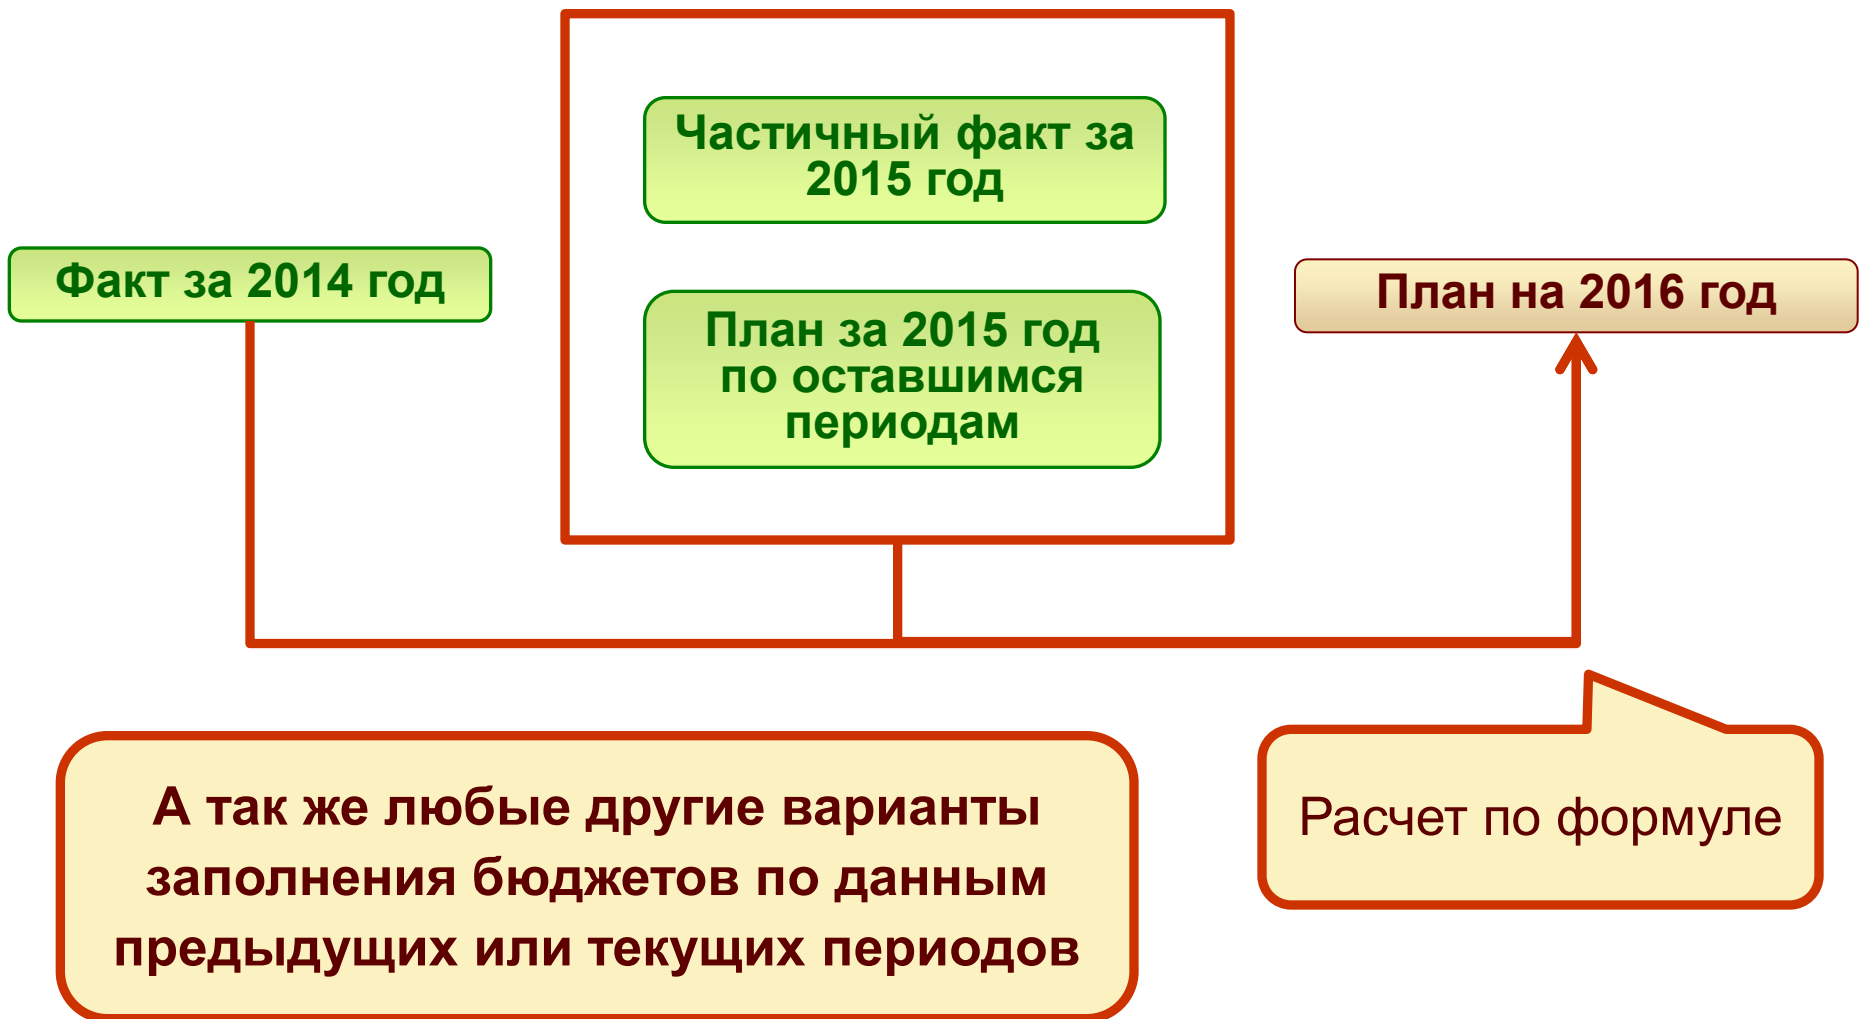 Частичный факт за
2015 год
Факт за 2014 год
План на 2016 год
План за 2015 год
по оставшимся
периодам
А так же любые другие варианты
заполнения бюджетов по данным
предыдущих или текущих периодов
Расчет по формуле